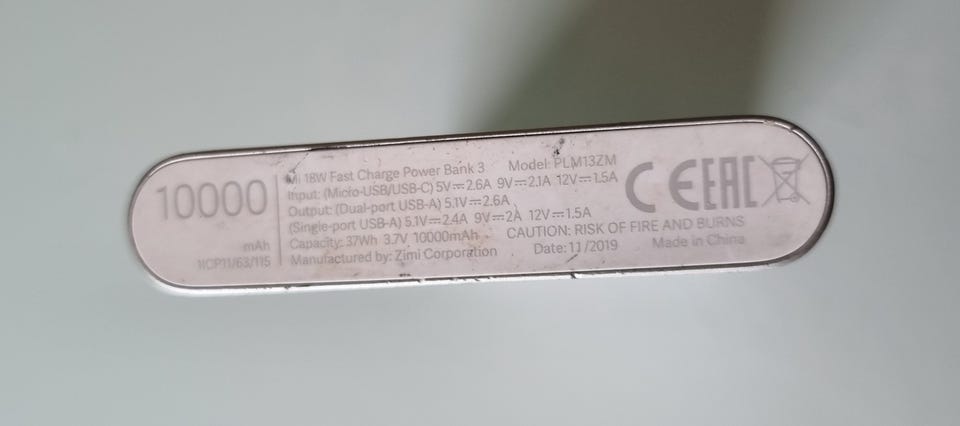 10000
mAh
1ICP11/63/115
Mi 18W Fast Charge Power Bank 3 Model: PLM13ZM
Input: (Micro-USB/USB-C) 5V⎓2.6A 9V⎓2.1A 12V⎓1.5A
Output: (Dual-port USB-A) 5.1V⎓2.6A
(Single-port USB-A) 5.1V⎓2.4A 9V⎓2A 12V⎓1.5A
Capacity: 37Wh 3.7V 10000mAh CAUTION: RISK OF FIRE AND BURNS
Manufactured by: Zimi Corporation Date: 11/2019 Made in China
CE EAC